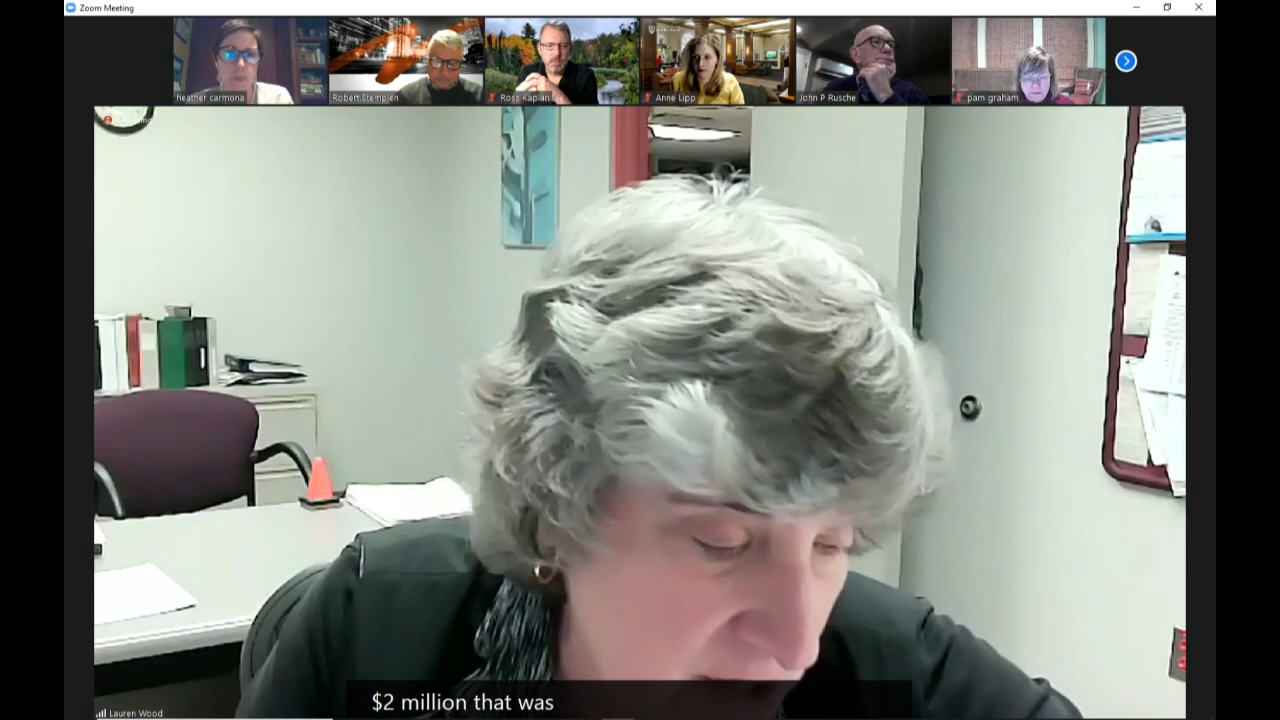 Zoom Meeting
heather carmona
Robert Stemplen
Ross Kaplan
Anne Lipp
John P Rusche
pam graham
Lauren Wood
$2 million that was